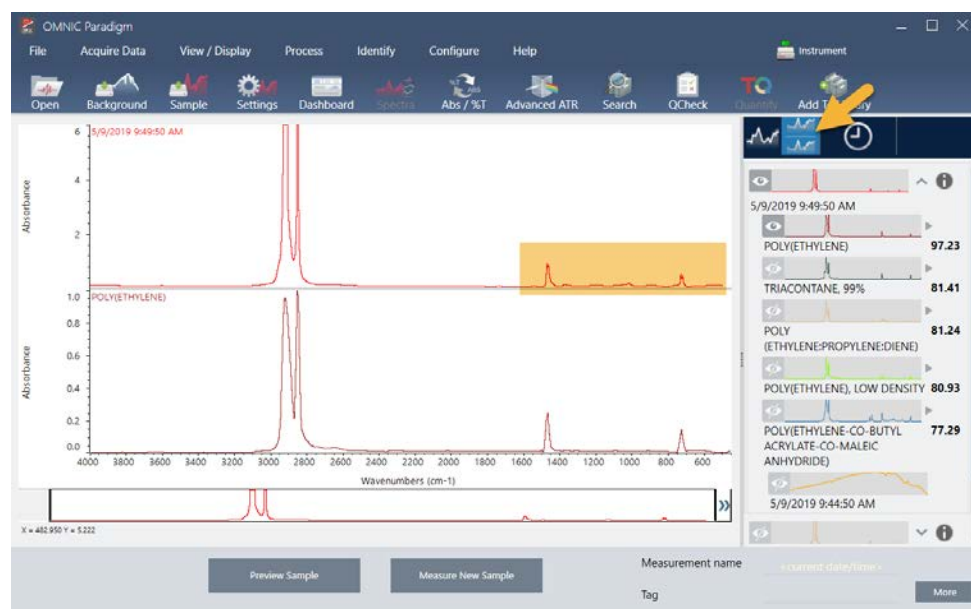 OMNIC Paradigm
File Acquire Data View / Display Process Identify Configure Help Instrument
Open Background Sample Settings Dashboard Spectra Abs / %T Advanced ATR Search QCheck Quantify Add
5/9/2019 9:49:50 AM
6
4
2
Absorbance
POLY(ETHYLENE)
1.0
0.8
0.6
0.4
0.2
0.0
Absorbance
4000 3800 3600 3400 3200 3000 2800 2600 2400 2200 2000 1800 1600 1400 1200 1000 800 600
Wavenumbers (cm-1)
X = 482.950 Y = 5.222
5/9/2019 9:49:50 AM
POLY(ETHYLENE) 97.23
TRIACONTANE, 99% 81.41
POLY 81.24
(ETHYLENE:PROPYLENE:DIENE)
POLY(ETHYLENE), LOW DENSITY 80.93
POLY(ETHYLENE-CO-BUTYL 77.29
ACRYLATE-CO-MALEIC
ANHYDRIDE)
5/9/2019 9:44:50 AM
Preview Sample
Measure New Sample
Measurement name <current date/time>
Tag
More